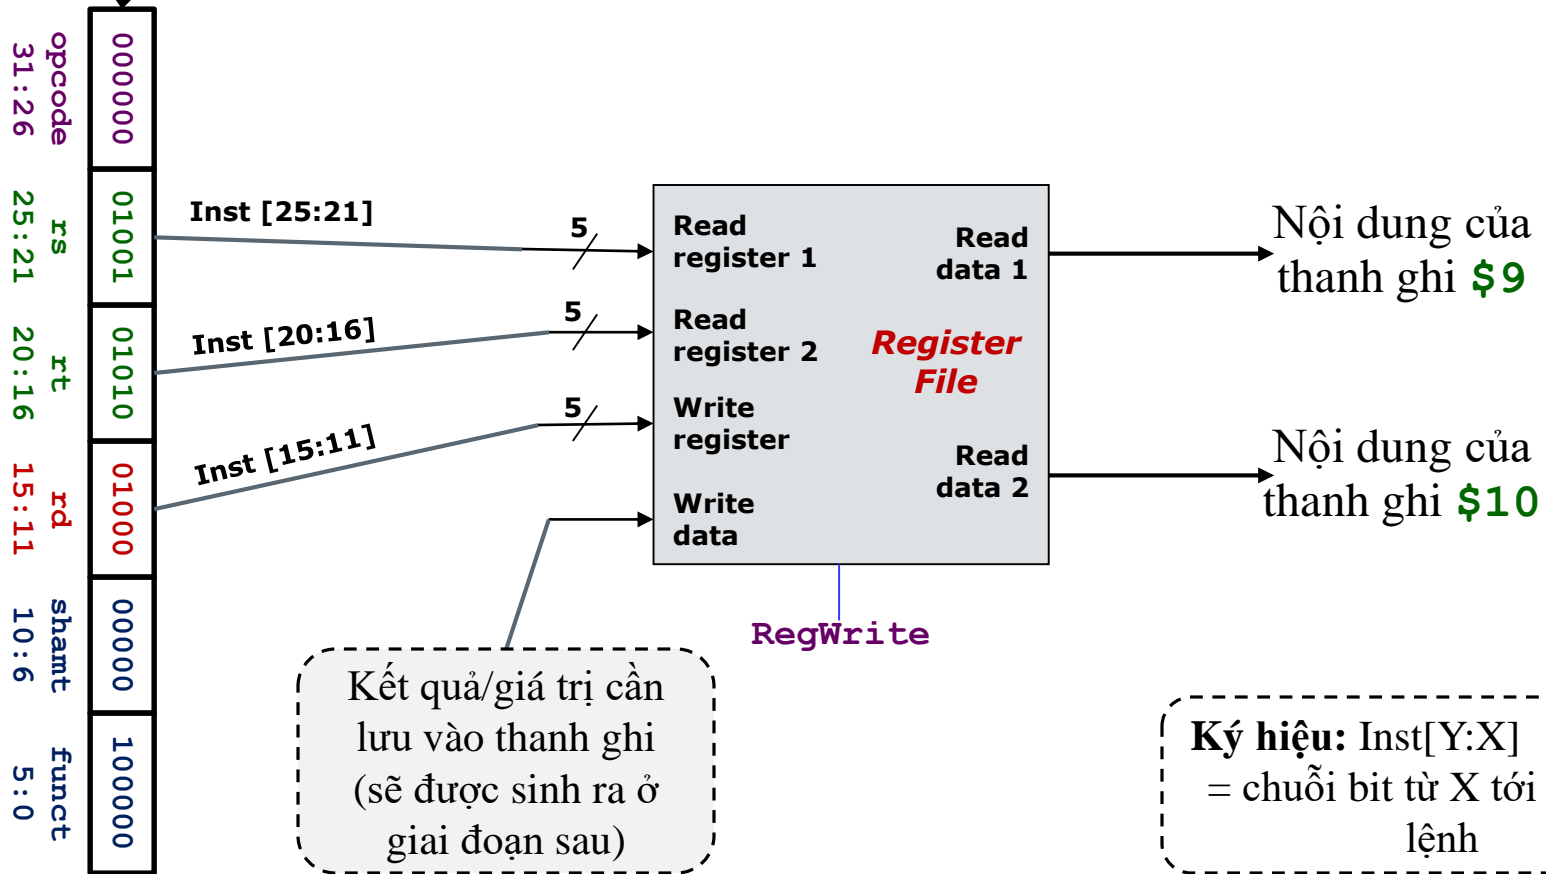 opcode
31:26
000000
rs
25:21
01001
rt
20:16
01010
rd
15:11
01000
shamt
10:6
00000
funct
5:0
100000
Inst [25:21]
5
Inst [20:16]
5
Inst [15:11]
5
Read
register 1
Read
register 2
Write
register
Write
data
Read
data 1
Register
File
Read
data 2
RegWrite
Nội dung của
thanh ghi $9
Nội dung của
thanh ghi $10
Kết quả/giá trị cần
lưu vào thanh ghi
(sẽ được sinh ra ở
giai đoạn sau)
Ký hiệu: Inst[Y:X]
= chuỗi bit từ X tới
lệnh